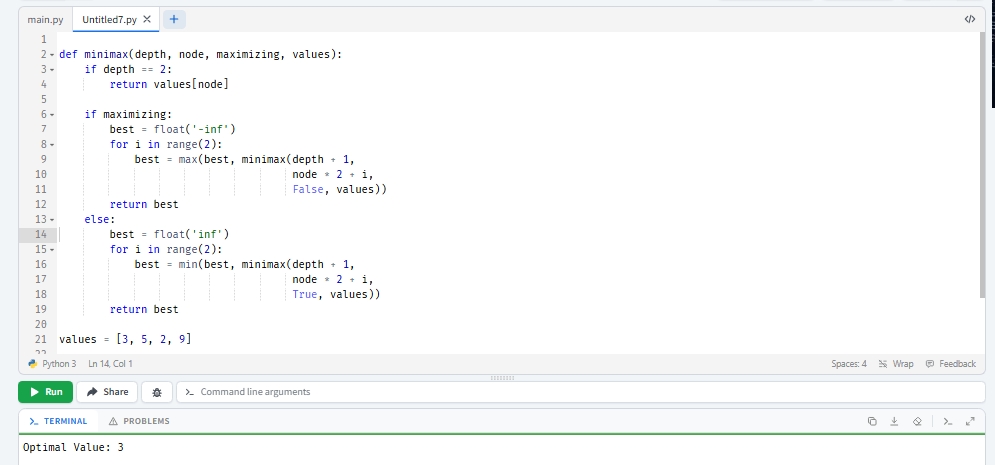 main.py Untitled7.py × + </>
1
2 def minimax(depth, node, maximizing, values):
3     if depth == 2:
4         return values[node]
5
6     if maximizing:
7         best = float('-inf')
8         for i in range(2):
9             best = max(best, minimax(depth + 1,
10                                      node * 2 + i,
11                                      False, values))
12         return best
13     else:
14         best = float('inf')
15         for i in range(2):
16             best = min(best, minimax(depth + 1,
17                                      node * 2 + i,
18                                      True, values))
19         return best
20
21 values = [3, 5, 2, 9]
22
Python 3 Ln 14, Col 1 Spaces: 4 Wrap Feedback
Run Share >_ Command line arguments
>_ TERMINAL PROBLEMS >_
Optimal Value: 3